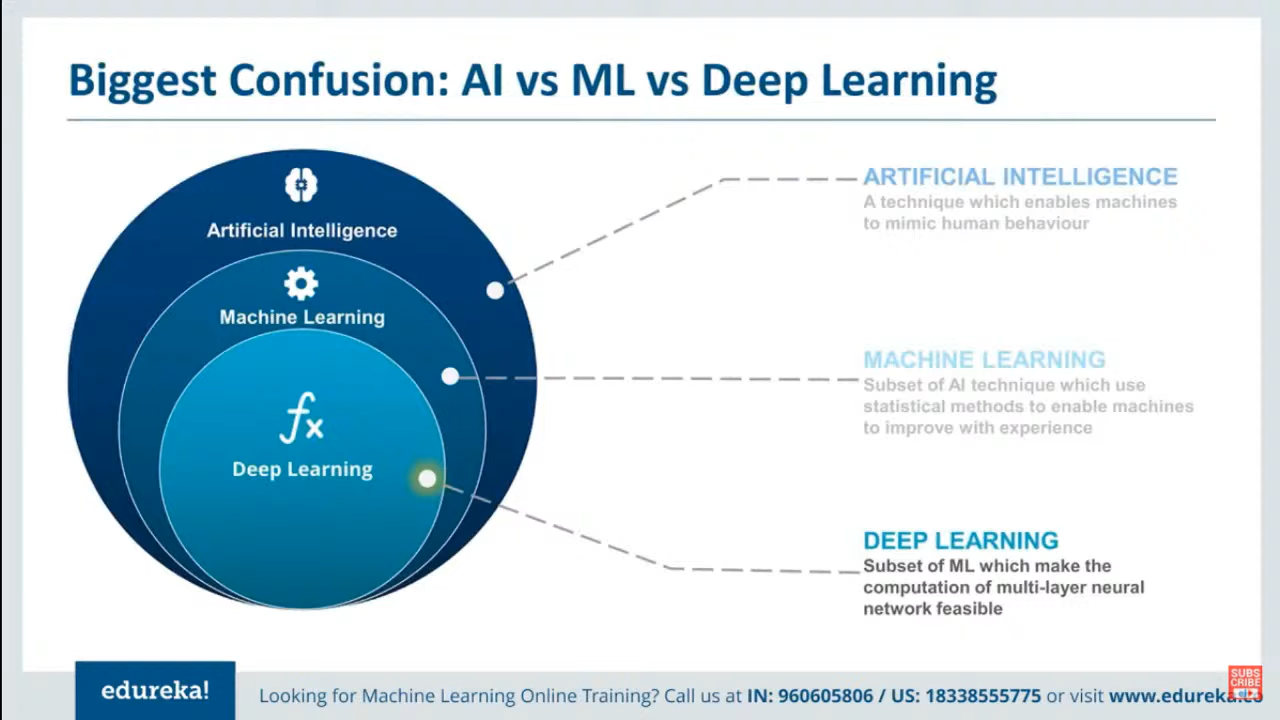 Biggest Confusion: AI vs ML vs Deep Learning
Artificial Intelligence
Machine Learning
fx
Deep Learning
ARTIFICIAL INTELLIGENCE
A technique which enables machines
to mimic human behaviour
MACHINE LEARNING
Subset of AI technique which use
statistical methods to enable machines
to improve with experience
DEEP LEARNING
Subset of ML which make the
computation of multi-layer neural
network feasible
edureka!
Looking for Machine Learning Online Training? Call us at IN: 960605806 / US: 18338555775 or visit
SUBS
CRIBE